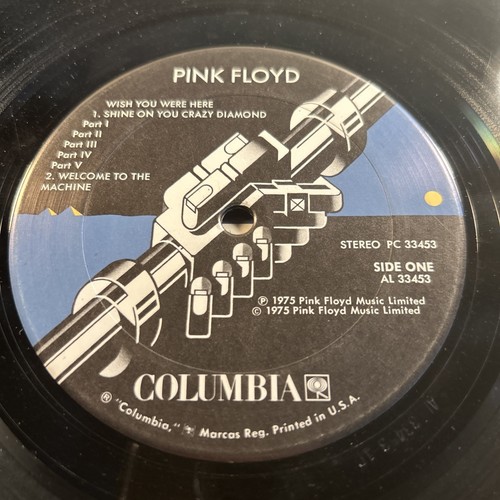 PINK FLOYD
WISH YOU WERE HERE
1. SHINE ON YOU CRAZY DIAMOND
Part I
Part II
Part III
Part IV
Part V
2. WELCOME TO THE
MACHINE
STEREO PC 33453
SIDE ONE
AL 33453
Ⓟ 1975 Pink Floyd Music Limited
© 1975 Pink Floyd Music Limited
COLUMBIA
® "Columbia," Marcas Reg. Printed in U.S.A.